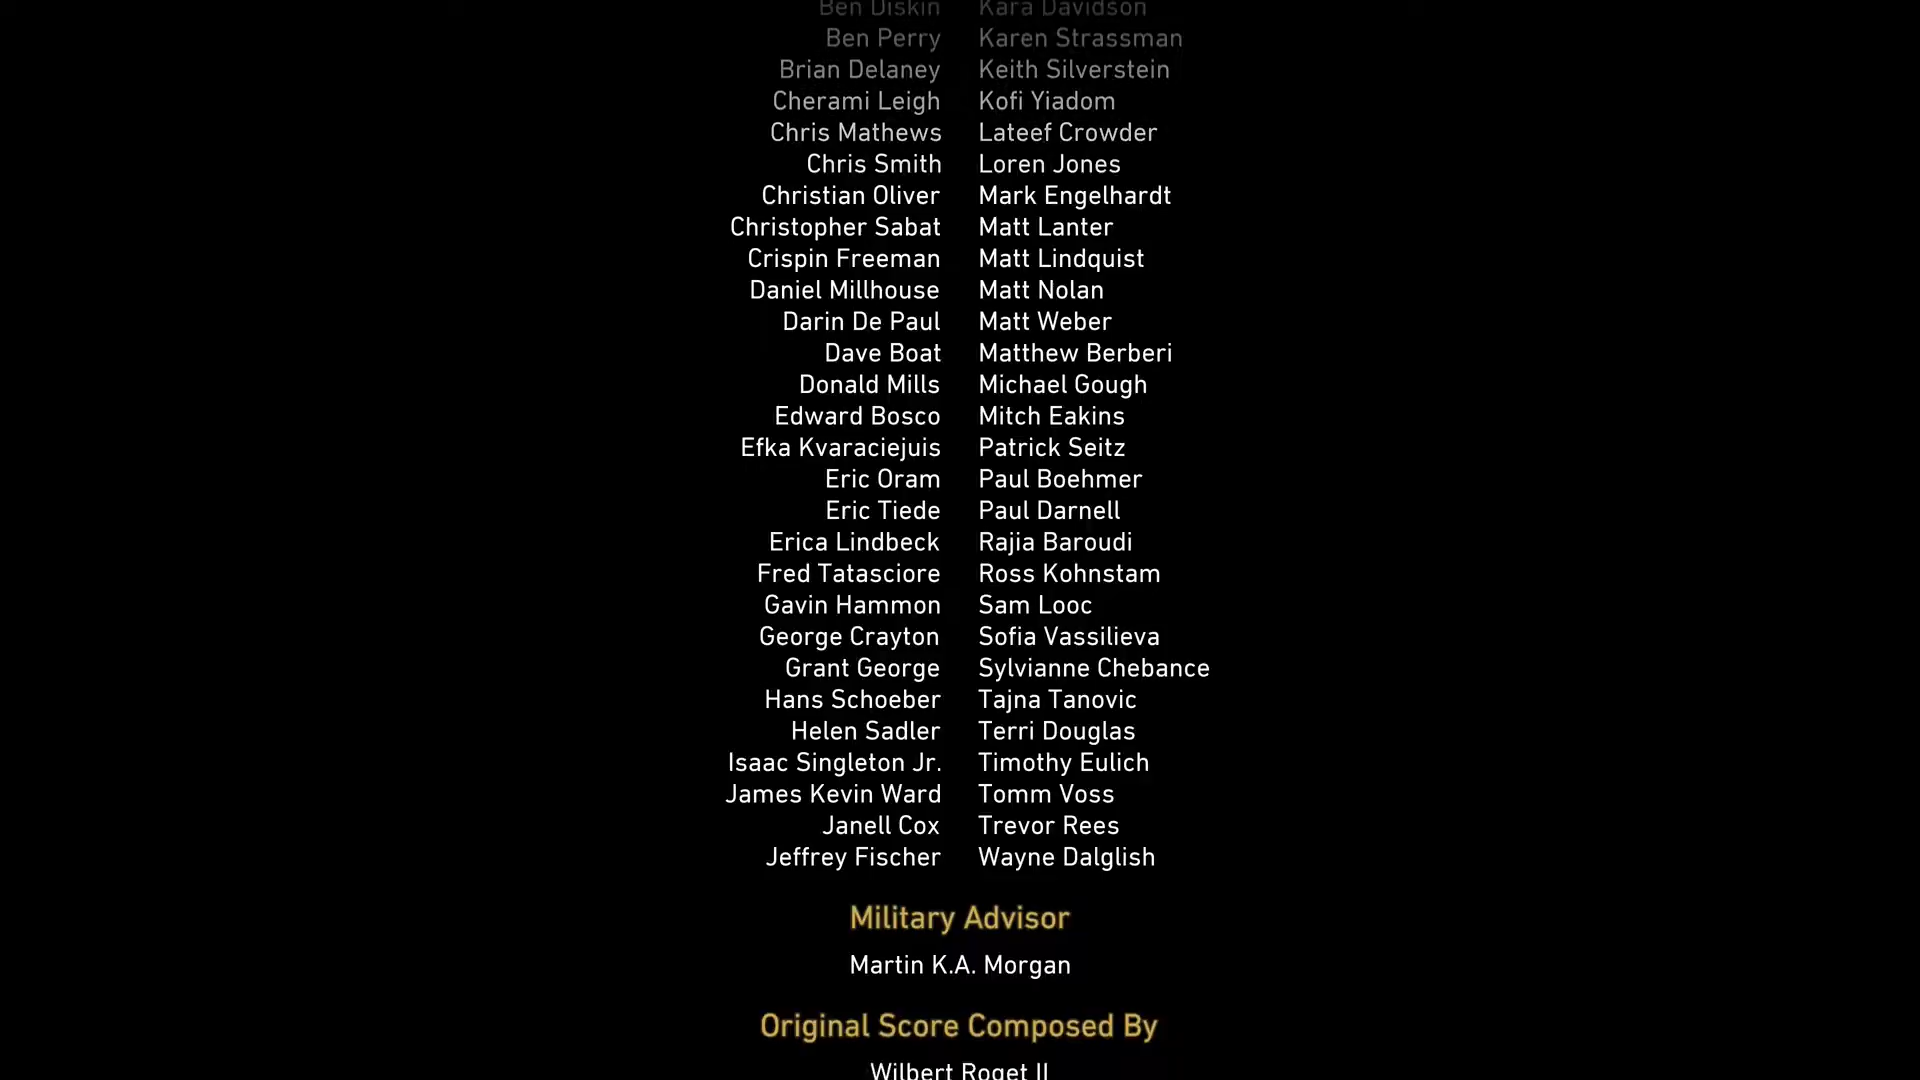 Ben Diskin Kara Davidson
Ben Perry Karen Strassman
Brian Delaney Keith Silverstein
Cherami Leigh Kofi Yiadom
Chris Mathews Lateef Crowder
Chris Smith Loren Jones
Christian Oliver Mark Engelhardt
Christopher Sabat Matt Lanter
Crispin Freeman Matt Lindquist
Daniel Millhouse Matt Nolan
Darin De Paul Matt Weber
Dave Boat Matthew Berberi
Donald Mills Michael Gough
Edward Bosco Mitch Eakins
Efka Kvaraciejuis Patrick Seitz
Eric Oram Paul Boehmer
Eric Tiede Paul Darnell
Erica Lindbeck Rajia Baroudi
Fred Tatasciore Ross Kohnstam
Gavin Hammon Sam Looc
George Crayton Sofia Vassilieva
Grant George Sylvianne Chebance
Hans Schoeber Tajna Tanovic
Helen Sadler Terri Douglas
Isaac Singleton Jr. Timothy Eulich
James Kevin Ward Tomm Voss
Janell Cox Trevor Rees
Jeffrey Fischer Wayne Dalglish
Military Advisor
Martin K.A. Morgan
Original Score Composed By
Wilbert Roget II